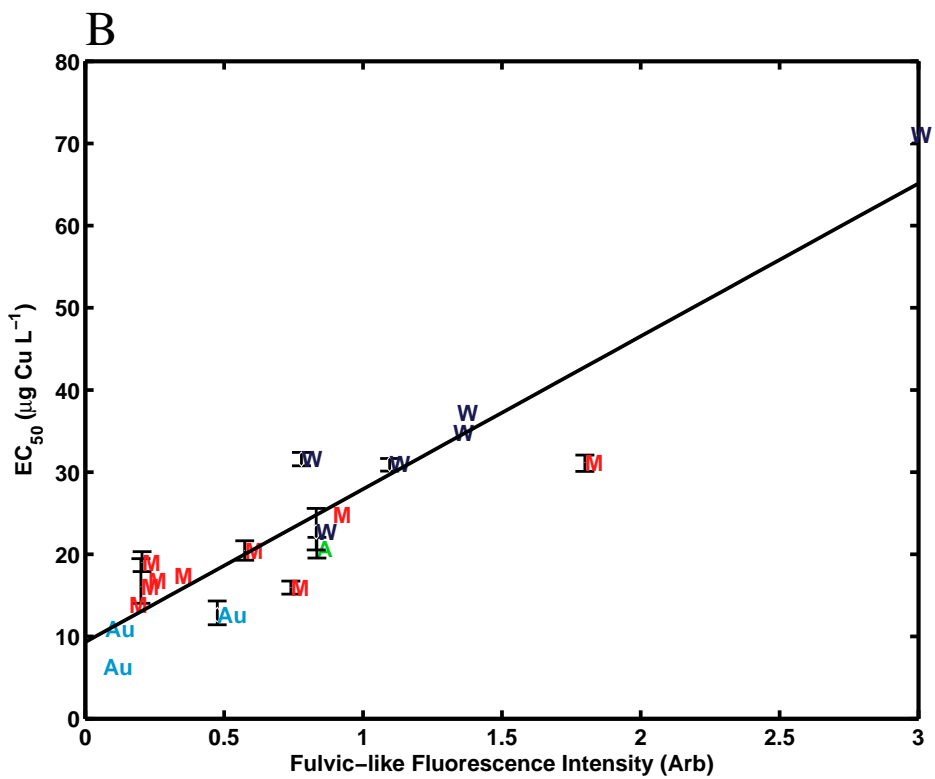 B
80
70
60
50
40
30
20
10
0
EC50 (µg Cu L−1)
W
W
W
W
W
M
M
W
A
M
M
M
M
M
M
M
Au
Au
Au
0 0.5 1 1.5 2 2.5 3
Fulvic−like Fluorescence Intensity (Arb)